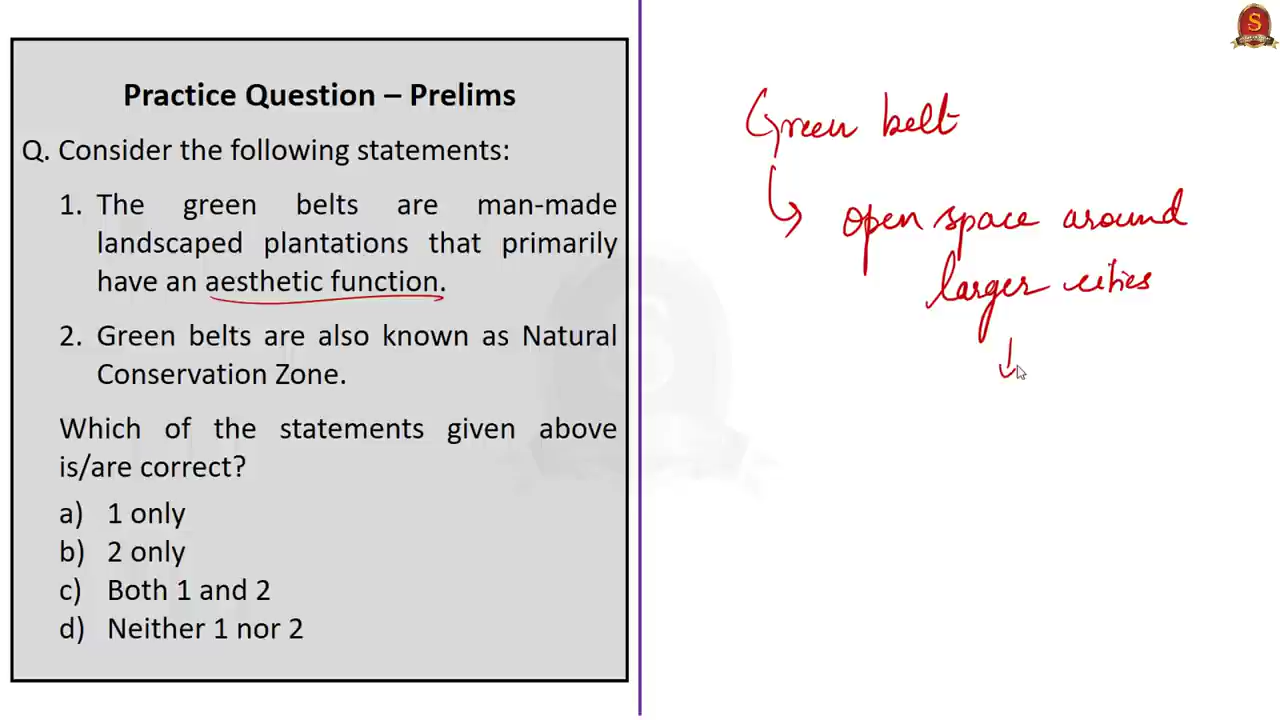 Practice Question – Prelims
Q. Consider the following statements:
1. The green belts are man-made
landscaped plantations that primarily
have an aesthetic function.
2. Green belts are also known as Natural
Conservation Zone.
Which of the statements given above
is/are correct?
a) 1 only
b) 2 only
c) Both 1 and 2
d) Neither 1 nor 2
Green belt
open space around
larger cities
S